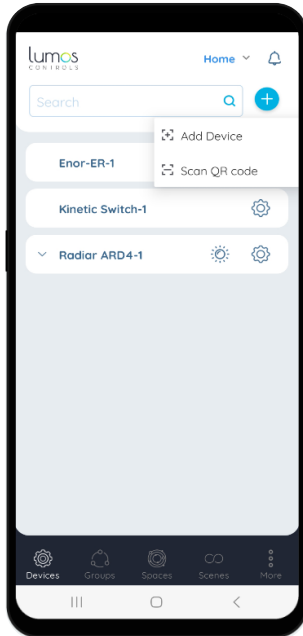 lumos
CONTROLS
Home
Search
Add Device
Scan QR code
Enor-ER-1
Kinetic Switch-1
Radiar ARD4-1
Devices
Groups
Spaces
Scenes
More